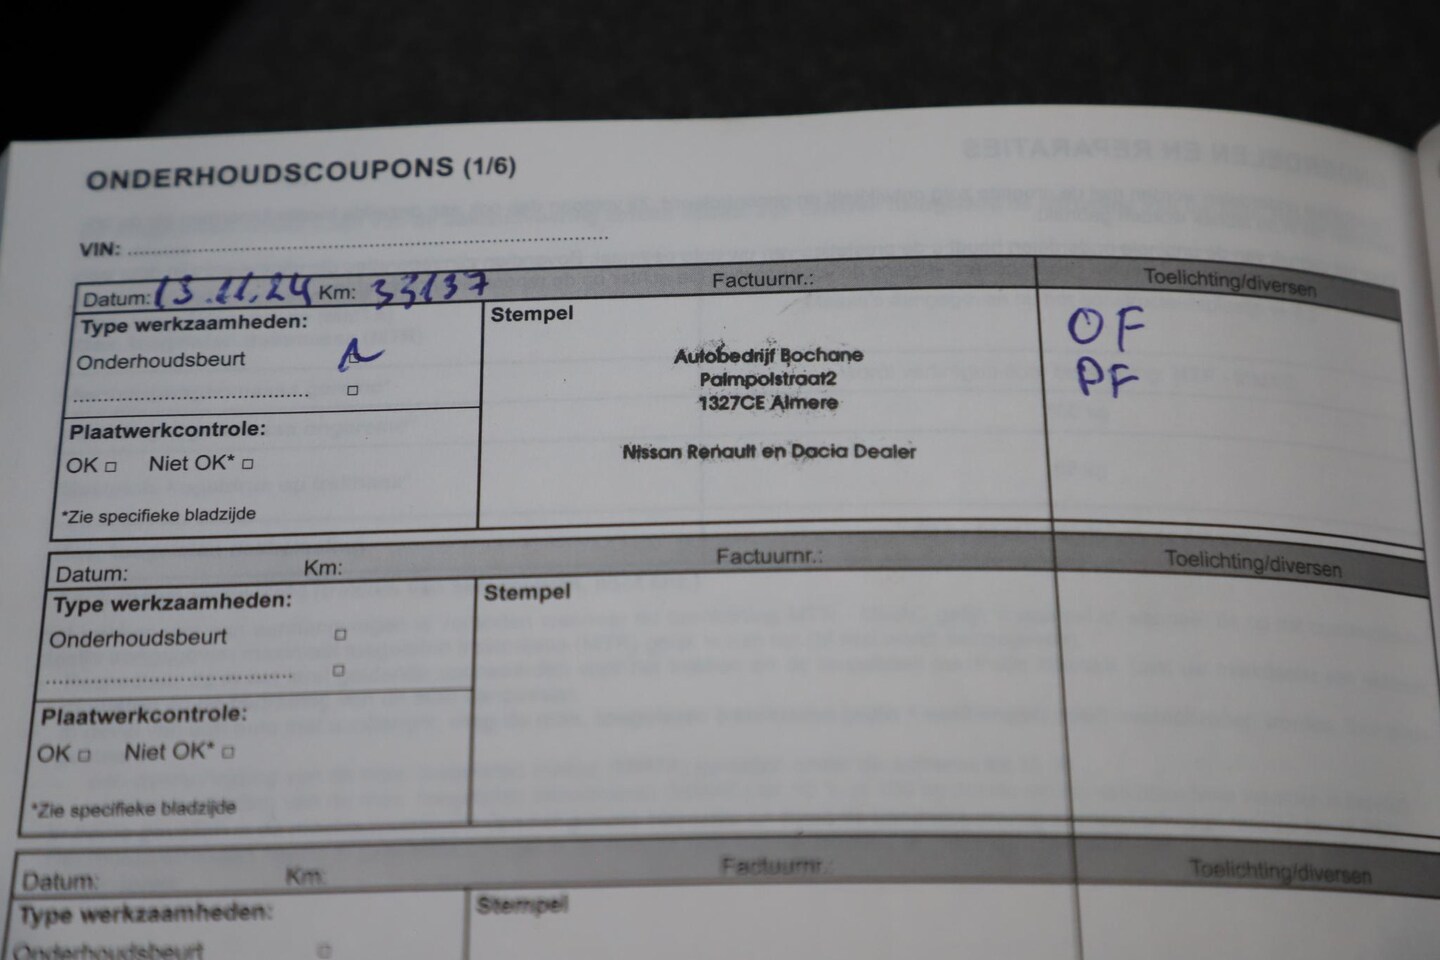 ONDERHOUDSCOUPONS (1/6)
VIN:
Datum: 13.11.24 Km: 33137 Factuurnr.: Toelichting/diversen
Type werkzaamheden:
Stempel
Onderhoudsbeurt
Autobedrijf Bochane
Palmpolstraat2
1327CE Almere
Nissan Renault en Dacia Dealer
OF
PF
Plaatwerkcontrole:
OK Niet OK*
*Zie specifieke bladzijde
Datum: Km: Factuurnr.: Toelichting/diversen
Type werkzaamheden:
Stempel
Onderhoudsbeurt
Plaatwerkcontrole:
OK Niet OK*
*Zie specifieke bladzijde
Datum: Km: Factuurnr.: Toelichting/diversen
Type werkzaamheden:
Stempel
Onderhoudsbeurt